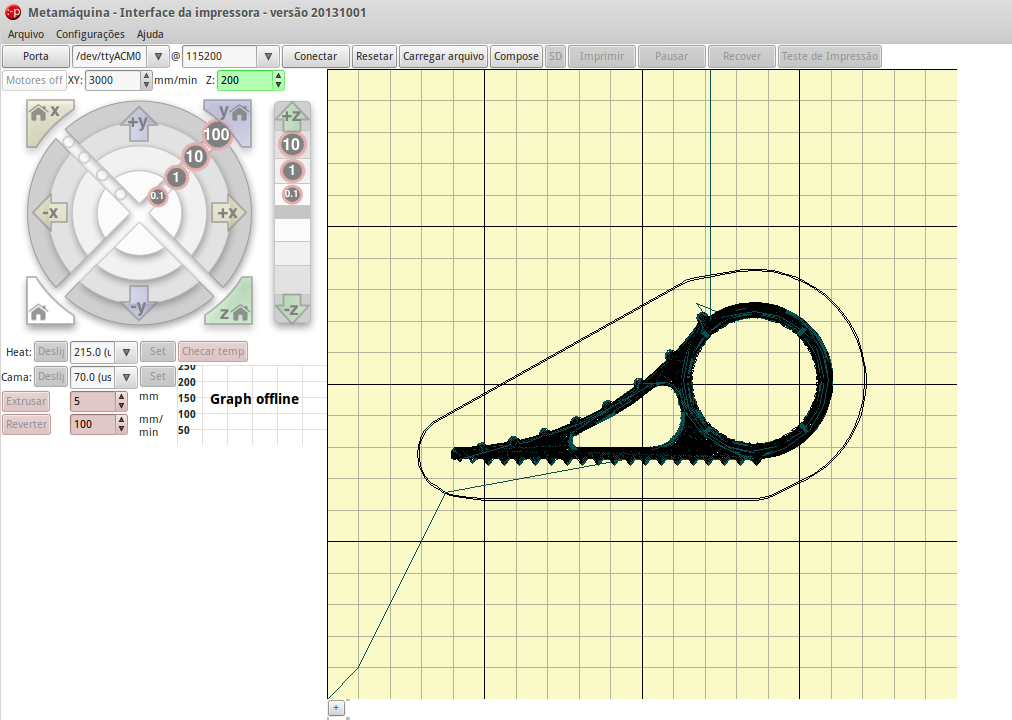 :-p Metamáquina - Interface da impressora - versão 20131001
Arquivo Configurações Ajuda
Porta /dev/ttyACM0 @ 115200 Conectar Resetar Carregar arquivo Compose SD Imprimir Pausar Recover Teste de Impressão
Motores off XY: 3000 mm/min Z: 200
x +y y 100 10 1 0.1 -x +x -y z
+z 10 1 0.1 -z
Heat: Deslig 215.0 (u Set Checar temp
Cama: Deslig 70.0 (us Set
Extrusar 5 mm
Reverter 100 mm/
min
250
200
150 Graph offline
100
50
+